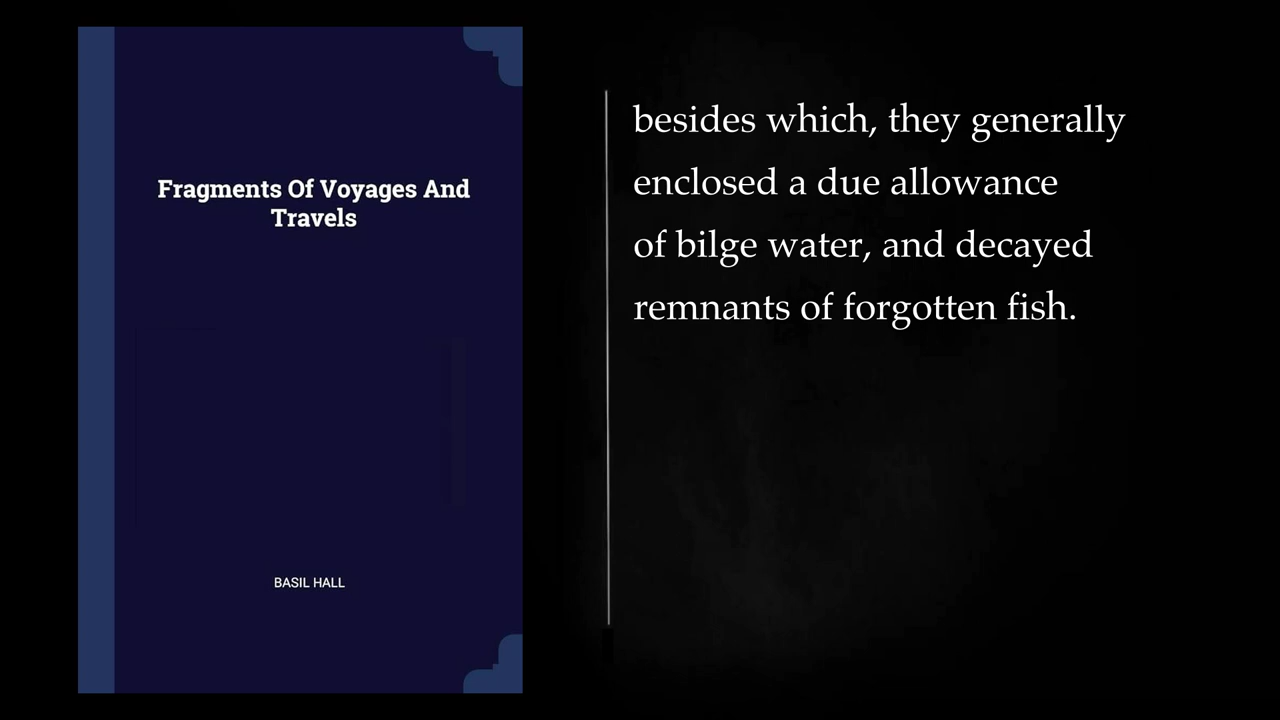 Fragments Of Voyages And
Travels
BASIL HALL
besides which, they generally
enclosed a due allowance
of bilge water, and decayed
remnants of forgotten fish.